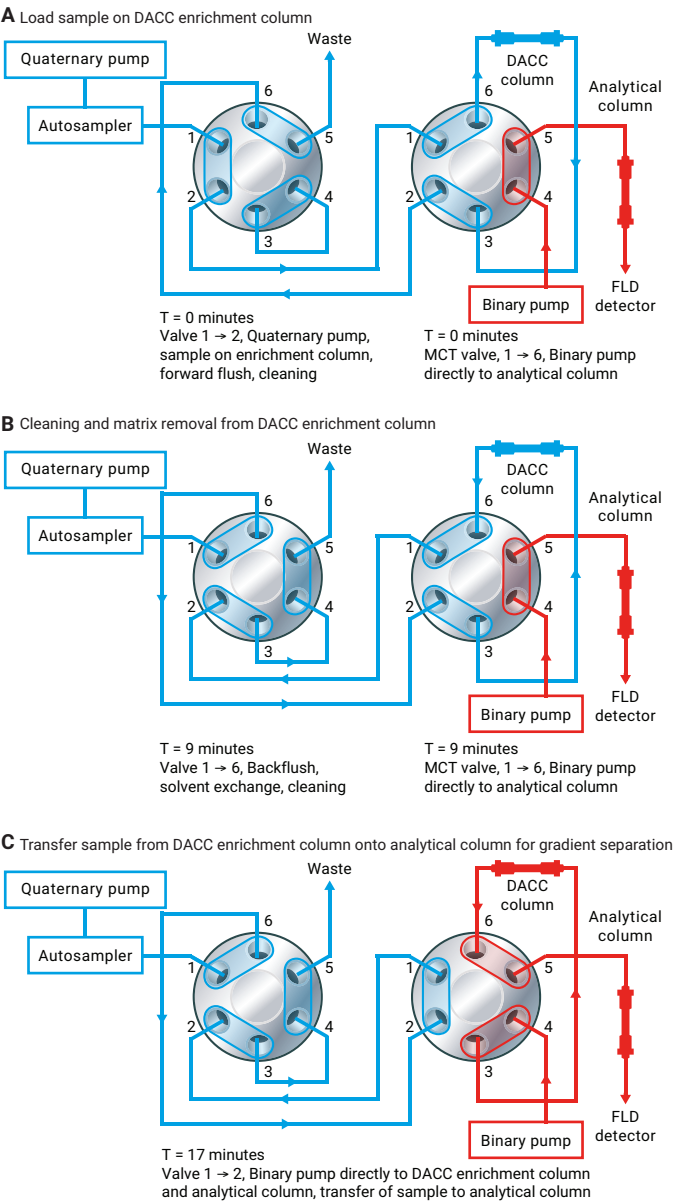 A Load sample on DACC enrichment column
Waste
Quaternary pump
DACC
column
Analytical
column
Autosampler
6
6
1
5
1
5
2
4
2
4
3
3
Binary pump
FLD
detector
T = 0 minutes
Valve 1 → 2, Quaternary pump,
sample on enrichment column,
forward flush, cleaning
T = 0 minutes
MCT valve, 1 → 6, Binary pump
directly to analytical column
B Cleaning and matrix removal from DACC enrichment column
Waste
Quaternary pump
DACC
column
Analytical
column
Autosampler
6
6
1
5
1
5
2
4
2
4
3
3
Binary pump
FLD
detector
T = 9 minutes
Valve 1 → 6, Backflush,
solvent exchange, cleaning
T = 9 minutes
MCT valve, 1 → 6, Binary pump
directly to analytical column
C Transfer sample from DACC enrichment column onto analytical column for gradient separation
Waste
Quaternary pump
DACC
column
Analytical
column
Autosampler
6
6
1
5
1
5
2
4
2
4
3
3
Binary pump
FLD
detector
T = 17 minutes
Valve 1 → 2, Binary pump directly to DACC enrichment column
and analytical column, transfer of sample to analytical column